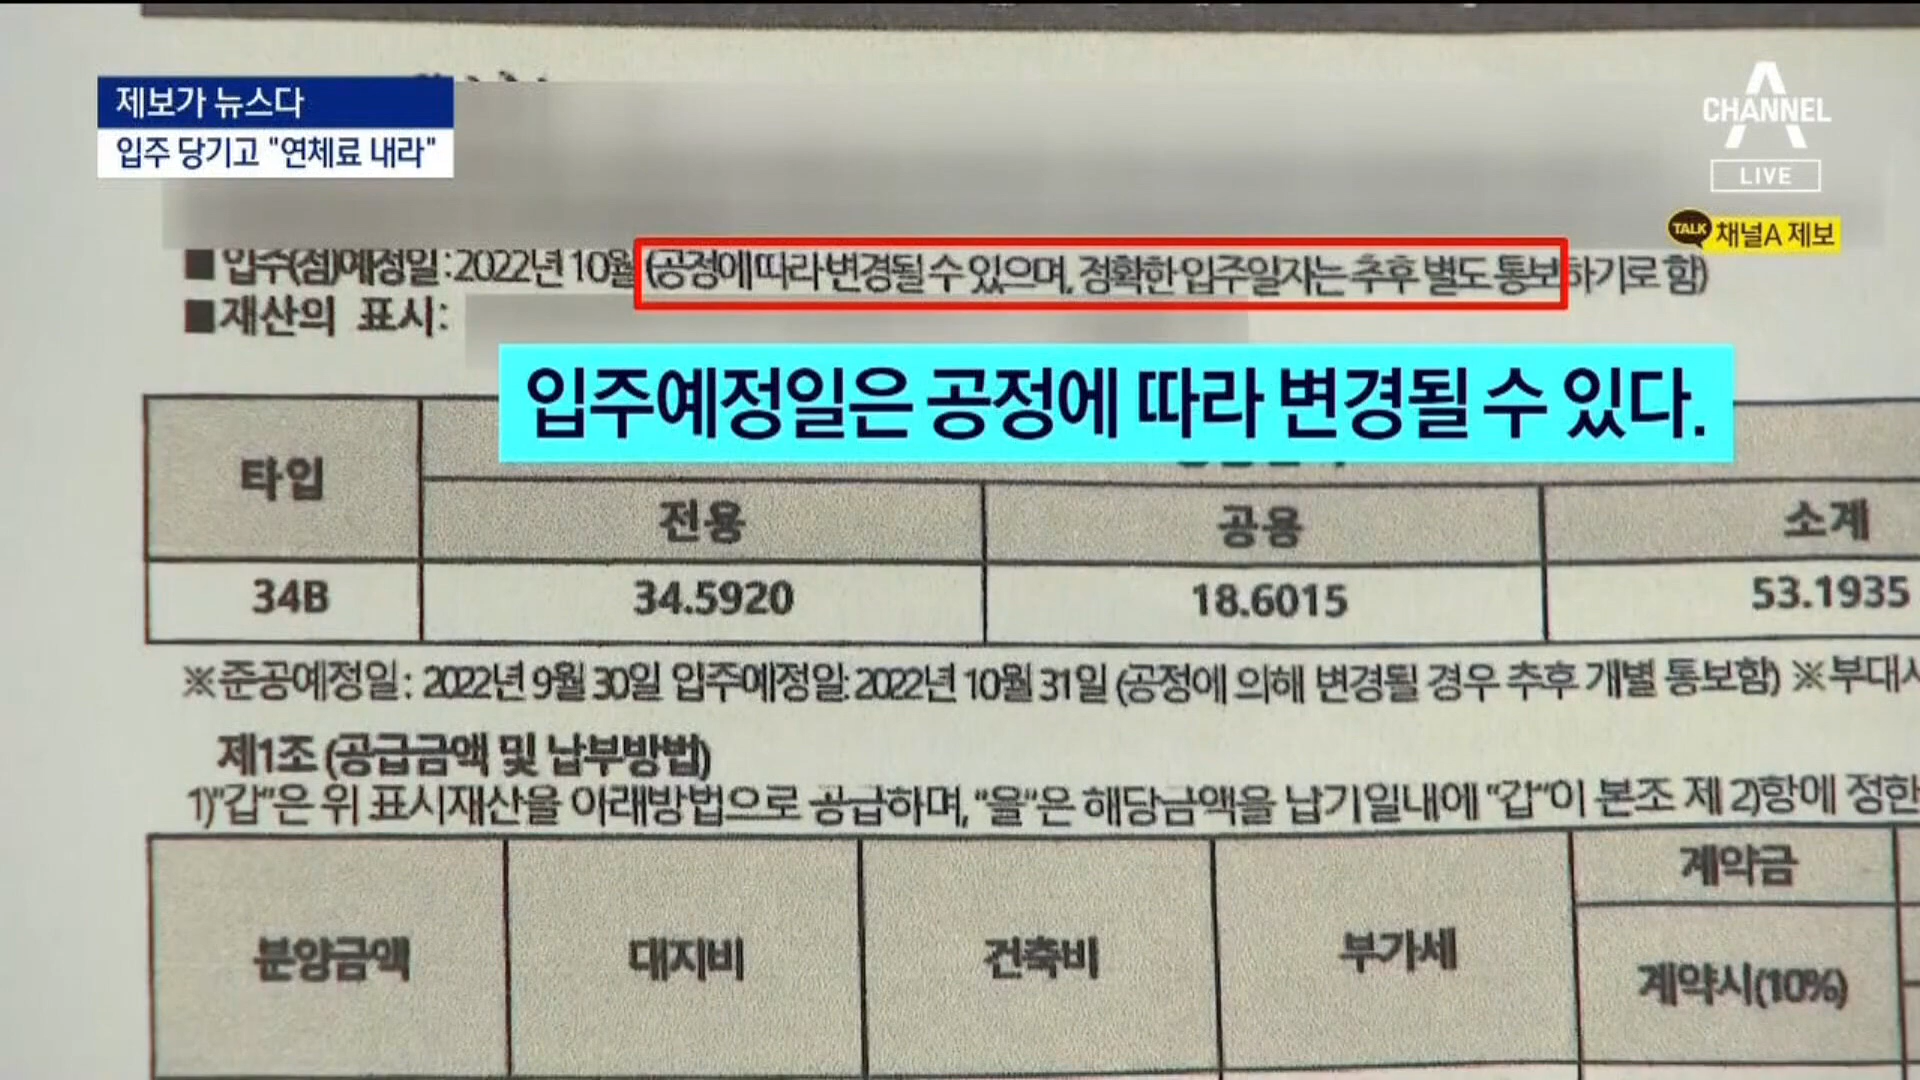 제보가 뉴스다
입주 당기고 "연체료 내라"
CHANNEL A
LIVE
TALK 채널A 제보
■ 입주(점)예정일 : 2022년 10월 (공정에 따라 변경될 수 있으며, 정확한 입주일자는 추후 별도 통보하기로 함)
■ 재산의 표시:
입주예정일은 공정에 따라 변경될 수 있다.
타입
전용 공용 소계
34B 34.5920 18.6015 53.1935
※준공예정일: 2022년 9월 30일 입주예정일: 2022년 10월 31일 (공정에 의해 변경될 경우 추후 개별 통보함) ※부대시
제1조 (공급금액 및 납부방법)
1)"갑"은 위 표시재산을 아래방법으로 공급하며, "을"은 해당금액을 납기일내에 "갑"이 본조 제 2)항에 정한
계약금
분양금액 대지비 건축비 부가세 계약시(10%)